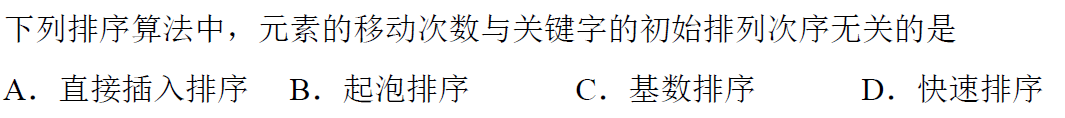 下列排序算法中，元素的移动次数与关键字的初始排列次序无关的是
A．直接插入排序 B．起泡排序 C．基数排序 D．快速排序